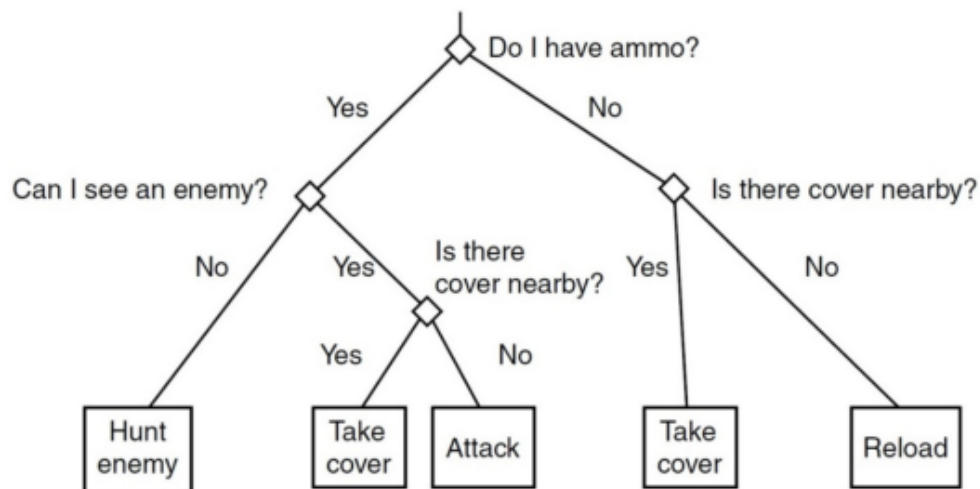 Do I have ammo?
Yes
No
Can I see an enemy?
Is there cover nearby?
No
Yes
Is there
cover nearby?
Yes
No
Yes
No
Hunt
enemy
Take
cover
Attack
Take
cover
Reload